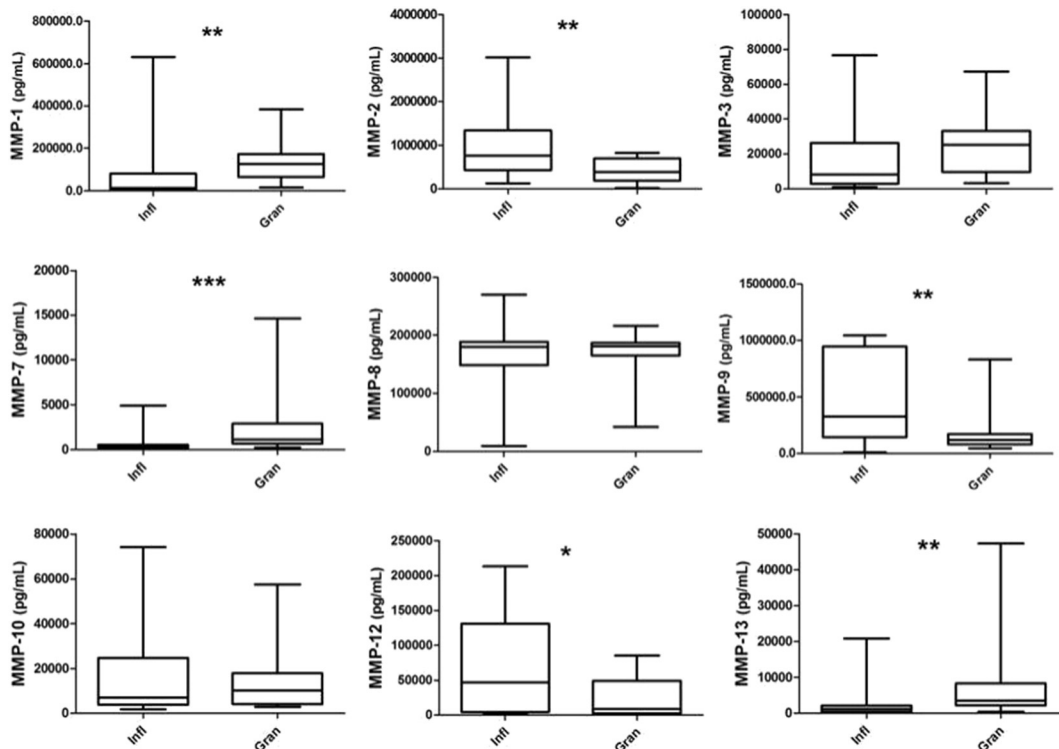 MMP-1 (pg/mL)
800000.0
600000.0
400000.0
200000.0
0.0
**
Infl
Gran
MMP-2 (pg/mL)
4000000
3000000
2000000
1000000
0
**
Infl
Gran
MMP-3 (pg/mL)
100000
80000
60000
40000
20000
0
Infl
Gran
MMP-7 (pg/mL)
20000
15000
10000
5000
0
***
Infl
Gran
MMP-8 (pg/mL)
300000
200000
100000
0
Infl
Gran
MMP-9 (pg/mL)
1500000.0
1000000.0
500000.0
0.0
**
Infl
Gran
MMP-10 (pg/mL)
80000
60000
40000
20000
0
Infl
Gran
MMP-12 (pg/mL)
250000
200000
150000
100000
50000
0
*
Infl
Gran
MMP-13 (pg/mL)
50000
40000
30000
20000
10000
0
**
Infl
Gran